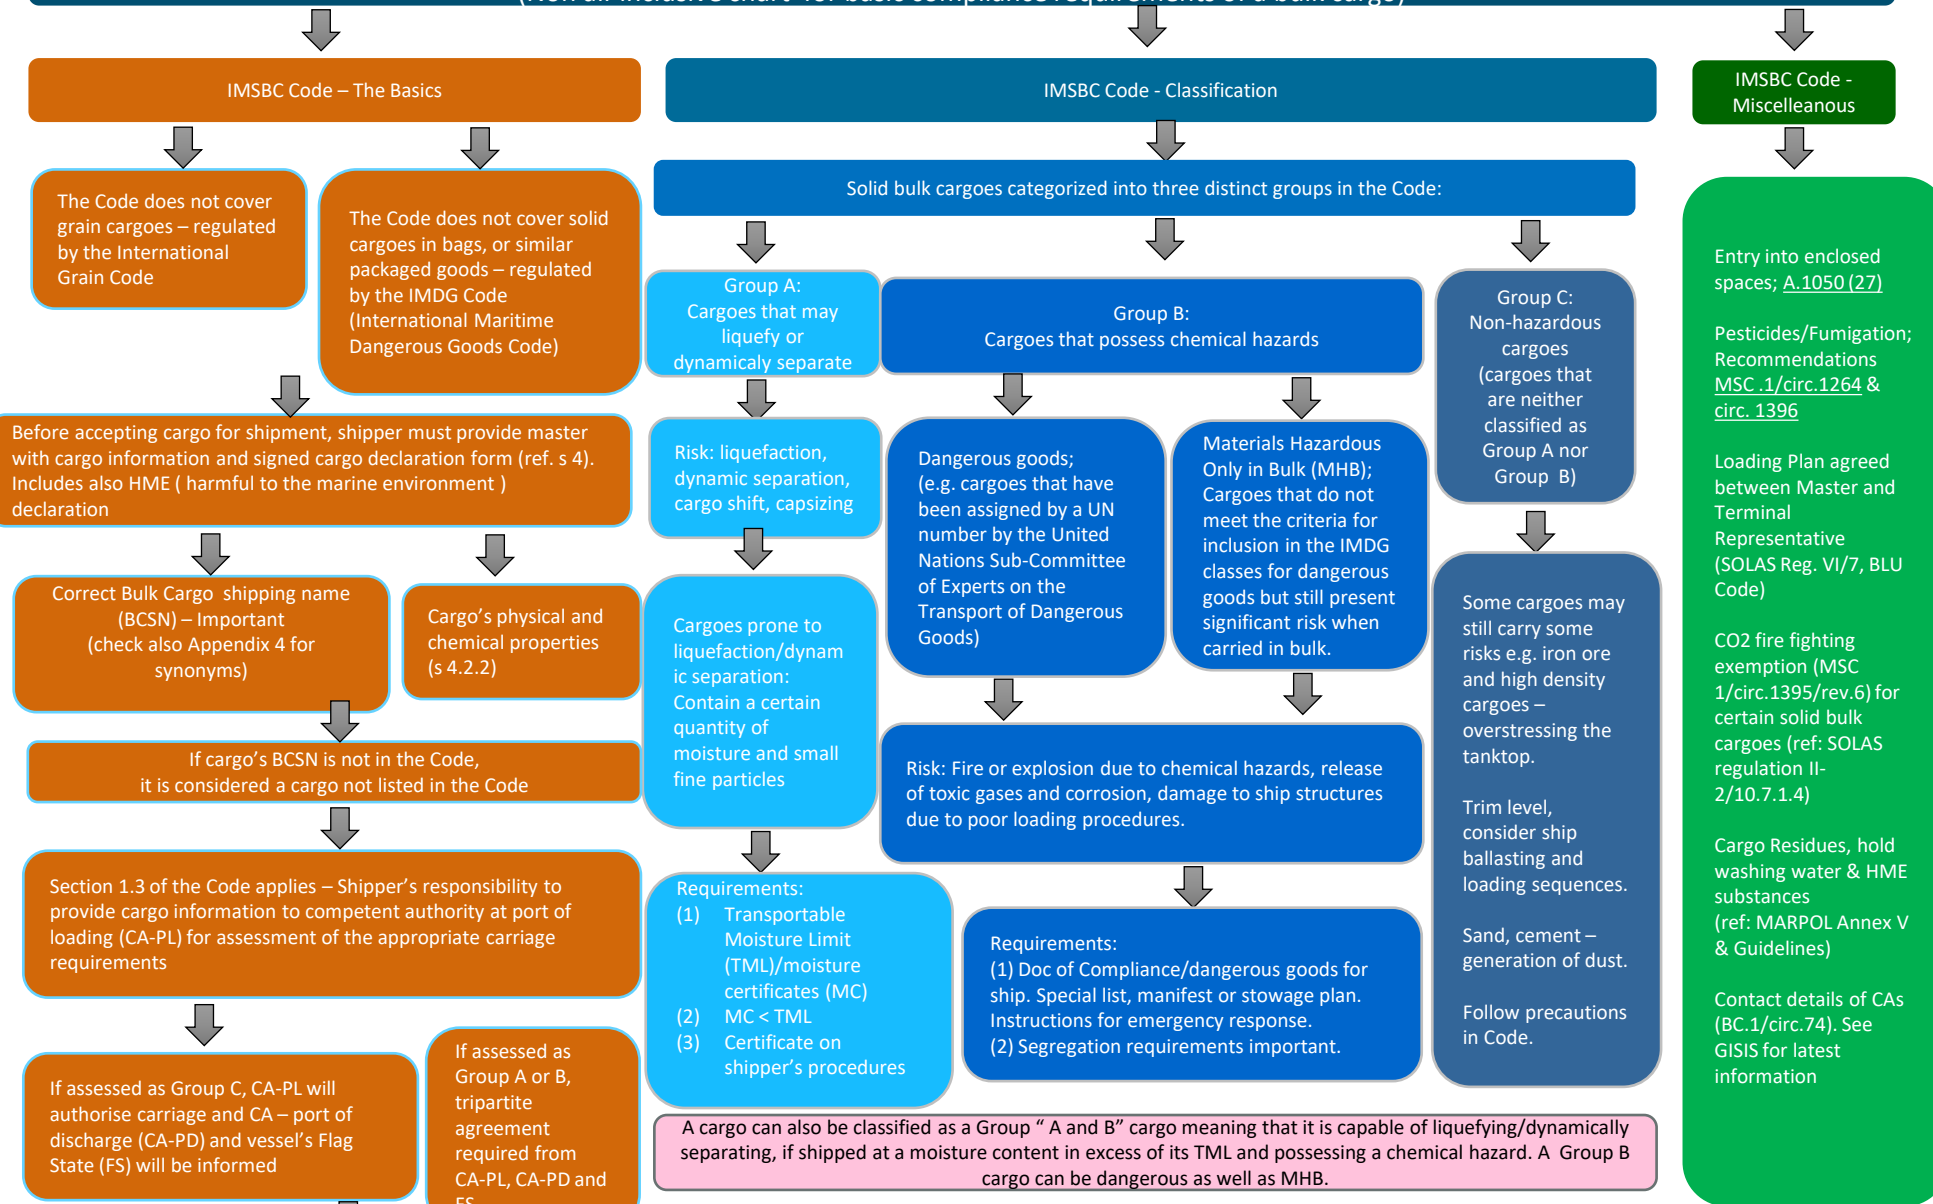 (Non all-inclusive chart for basic compliance requirements of a bulk cargo)
IMSBC Code – The Basics
The Code does not cover
grain cargoes – regulated
by the International
Grain Code
The Code does not cover solid
cargoes in bags, or similar
packaged goods – regulated
by the IMDG Code
(International Maritime
Dangerous Goods Code)
Before accepting cargo for shipment, shipper must provide master
with cargo information and signed cargo declaration form (ref. s 4).
Includes also HME ( harmful to the marine environment )
declaration
Correct Bulk Cargo shipping name
(BCSN) – Important
(check also Appendix 4 for
synonyms)
Cargo’s physical and
chemical properties
(s 4.2.2)
If cargo’s BCSN is not in the Code,
it is considered a cargo not listed in the Code
Section 1.3 of the Code applies – Shipper’s responsibility to
provide cargo information to competent authority at port of
loading (CA-PL) for assessment of the appropriate carriage
requirements
If assessed as Group C, CA-PL will
authorise carriage and CA – port of
discharge (CA-PD) and vessel’s Flag
State (FS) will be informed
If assessed as
Group A or B,
tripartite
agreement
required from
CA-PL, CA-PD and
FS
IMSBC Code - Classification
Solid bulk cargoes categorized into three distinct groups in the Code:
Group A:
Cargoes that may
liquefy or
dynamicaly separate
Risk: liquefaction,
dynamic separation,
cargo shift, capsizing
Cargoes prone to
liquefaction/dynam
ic separation:
Contain a certain
quantity of
moisture and small
fine particles
Requirements:
(1) Transportable
Moisture Limit
(TML)/moisture
certificates (MC)
(2) MC < TML
(3) Certificate on
shipper’s procedures
Group B:
Cargoes that possess chemical hazards
Dangerous goods;
(e.g. cargoes that have
been assigned by a UN
number by the United
Nations Sub-Committee
of Experts on the
Transport of Dangerous
Goods)
Materials Hazardous
Only in Bulk (MHB);
Cargoes that do not
meet the criteria for
inclusion in the IMDG
classes for dangerous
goods but still present
significant risk when
carried in bulk.
Risk: Fire or explosion due to chemical hazards, release
of toxic gases and corrosion, damage to ship structures
due to poor loading procedures.
Requirements:
(1) Doc of Compliance/dangerous goods for
ship. Special list, manifest or stowage plan.
Instructions for emergency response.
(2) Segregation requirements important.
Group C:
Non-hazardous
cargoes
(cargoes that
are neither
classified as
Group A nor
Group B)
Some cargoes may
still carry some
risks e.g. iron ore
and high density
cargoes –
overstressing the
tanktop.
Trim level,
consider ship
ballasting and
loading sequences.
Sand, cement –
generation of dust.
Follow precautions
in Code.
A cargo can also be classified as a Group “ A and B” cargo meaning that it is capable of liquefying/dynamically
separating, if shipped at a moisture content in excess of its TML and possessing a chemical hazard. A Group B
cargo can be dangerous as well as MHB.
IMSBC Code -
Miscelleanous
Entry into enclosed
spaces; A.1050 (27)
Pesticides/Fumigation;
Recommendations
MSC .1/circ.1264 &
circ. 1396
Loading Plan agreed
between Master and
Terminal
Representative
(SOLAS Reg. VI/7, BLU
Code)
CO2 fire fighting
exemption (MSC
1/circ.1395/rev.6) for
certain solid bulk
cargoes (ref: SOLAS
regulation II-
2/10.7.1.4)
Cargo Residues, hold
washing water & HME
substances
(ref: MARPOL Annex V
& Guidelines)
Contact details of CAs
(BC.1/circ.74). See
GISIS for latest
information